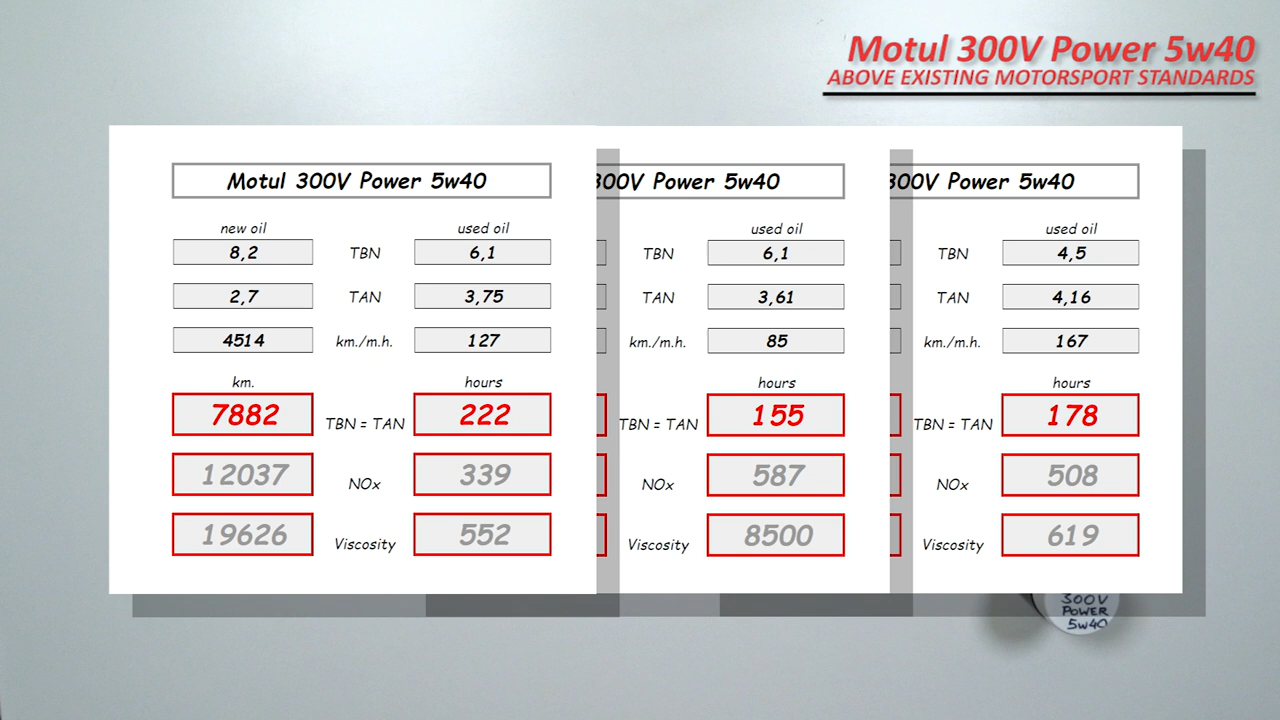 Motul 300V Power 5w40
ABOVE EXISTING MOTORSPORT STANDARDS
Motul 300V Power 5w40
new oil used oil
8,2 TBN 6,1
2,7 TAN 3,75
4514 km./m.h. 127
km. hours
7882 TBN = TAN 222
12037 NOx 339
19626 Viscosity 552
300V Power 5w40
used oil
TBN 6,1
TAN 3,61
km./m.h. 85
hours
TBN = TAN 155
NOx 587
Viscosity 8500
300V Power 5w40
used oil
TBN 4,5
TAN 4,16
km./m.h. 167
hours
TBN = TAN 178
NOx 508
Viscosity 619
300V
POWER
5w40